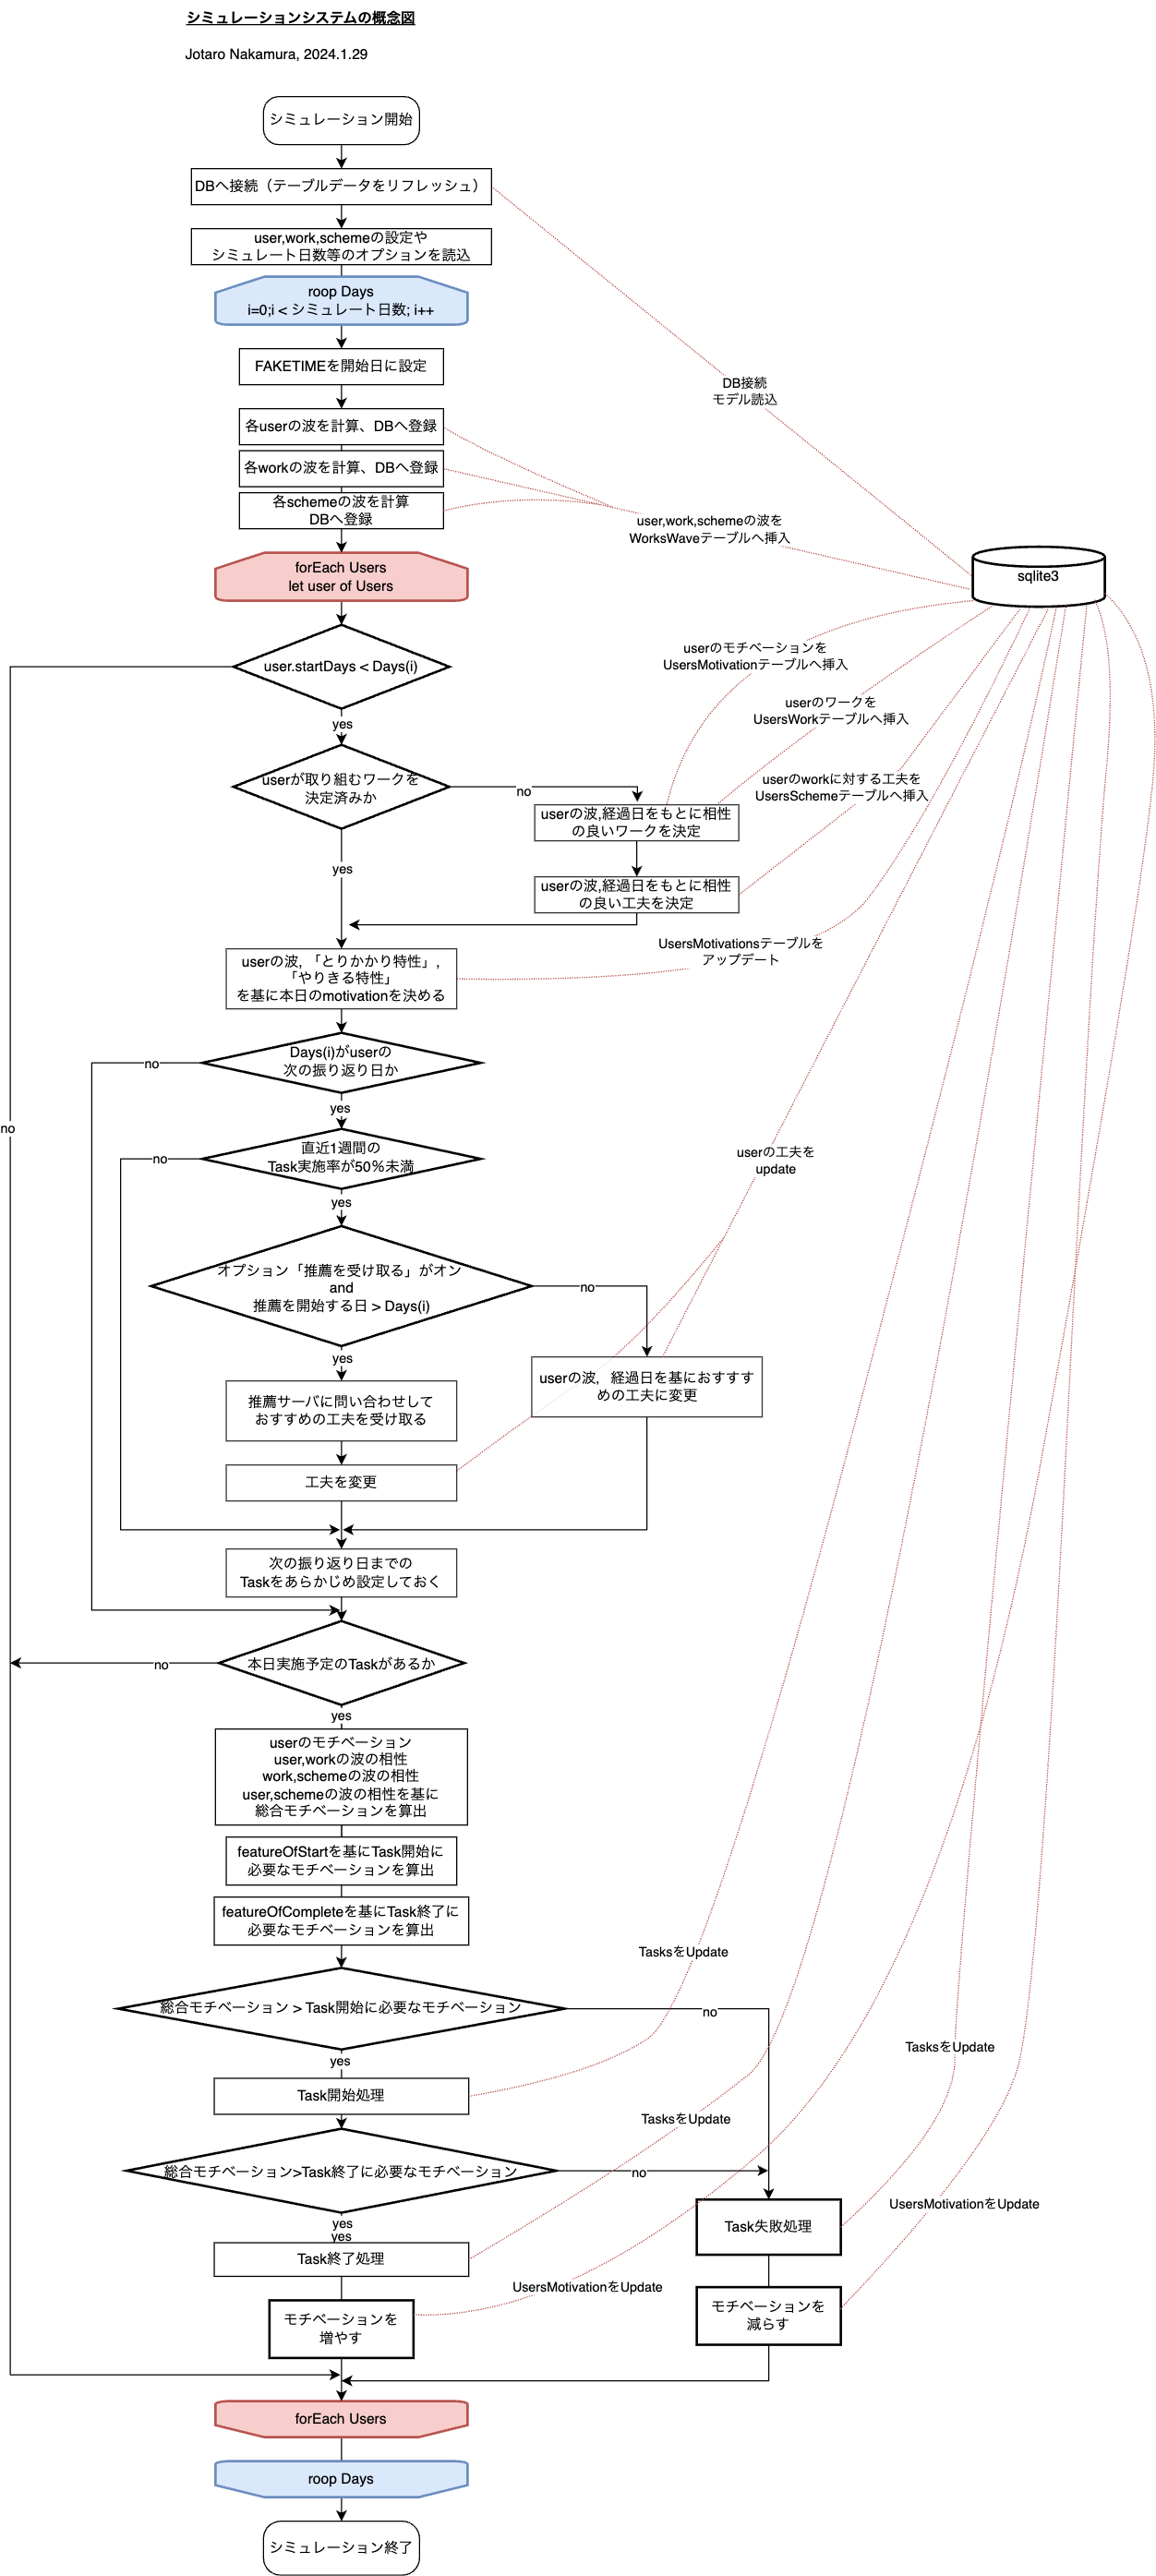 シミュレーションシステムの概念図
Jotaro Nakamura, 2024.1.29
シミュレーション開始
DBへ接続（テーブルデータをリフレッシュ）
user,work,schemeの設定や
シミュレート日数等のオプションを読込
roop Days
i=0;i < シミュレート日数; i++
FAKETIMEを開始日に設定
DB接続
モデル読込
各userの波を計算、DBへ登録
各workの波を計算、DBへ登録
各schemeの波を計算
DBへ登録
user,work,schemeの波を
WorksWaveテーブルへ挿入
forEach Users
let user of Users
sqlite3
user.startDays < Days(i)
userのモチベーションを
UsersMotivationテーブルへ挿入
yes
userのワークを
UsersWorkテーブルへ挿入
userが取り組むワークを
決定済みか
no
userのworkに対する工夫を
UsersSchemeテーブルへ挿入
userの波,経過日をもとに相性
の良いワークを決定
yes
userの波,経過日をもとに相性
の良い工夫を決定
UsersMotivationsテーブルを
アップデート
userの波, 「とりかかり特性」,
「やりきる特性」
を基に本日のmotivationを決める
Days(i)がuserの
次の振り返り日か
no
yes
no
直近1週間の
Task実施率が50％未満
no
userの工夫を
update
yes
オプション「推薦を受け取る」がオン
and
推薦を開始する日 > Days(i)
no
yes
userの波,　経過日を基におすすす
めの工夫に変更
推薦サーバに問い合わせして
おすすめの工夫を受け取る
工夫を変更
次の振り返り日までの
Taskをあらかじめ設定しておく
本日実施予定のTaskがあるか
no
yes
userのモチベーション
user,workの波の相性
work,schemeの波の相性
user,schemeの波の相性を基に
総合モチベーションを算出
featureOfStartを基にTask開始に
必要なモチベーションを算出
featureOfCompleteを基にTask終了に
必要なモチベーションを算出
TasksをUpdate
総合モチベーション > Task開始に必要なモチベーション
no
yes
TasksをUpdate
Task開始処理
TasksをUpdate
総合モチベーション>Task終了に必要なモチベーション
no
UsersMotivationをUpdate
yes
yes
Task失敗処理
Task終了処理
UsersMotivationをUpdate
モチベーションを
増やす
モチベーションを
減らす
forEach Users
roop Days
シミュレーション終了